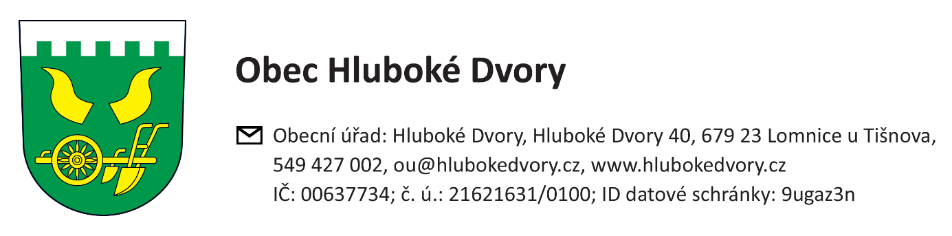 Obec Hluboké Dvory
Obecní úřad: Hluboké Dvory, Hluboké Dvory 40, 679 23 Lomnice u Tišnova,
549 427 002, ou@hlubokedvory.cz, www.hlubokedvory.cz
IČ: 00637734; č. ú.: 21621631/0100; ID datové schránky: 9ugaz3n